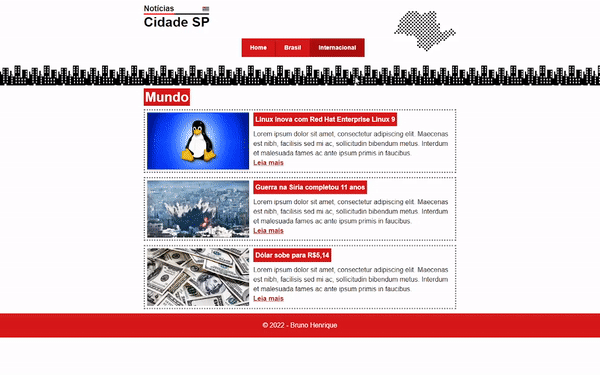 Notícias
Cidade SP
Home Brasil Internacional
Mundo
Linux inova com Red Hat Enterprise Linux 9
Lorem ipsum dolor sit amet, consectetur adipiscing elit. Maecenas
est nibh, facilisis sed mi ac, sollicitudin bibendum metus. Interdum
et malesuada fames ac ante ipsum primis in faucibus.
Leia mais
Guerra na Síria completou 11 anos
Lorem ipsum dolor sit amet, consectetur adipiscing elit. Maecenas
est nibh, facilisis sed mi ac, sollicitudin bibendum metus. Interdum
et malesuada fames ac ante ipsum primis in faucibus.
Leia mais
Dólar sobe para R$5,14
Lorem ipsum dolor sit amet, consectetur adipiscing elit. Maecenas
est nibh, facilisis sed mi ac, sollicitudin bibendum metus. Interdum
et malesuada fames ac ante ipsum primis in faucibus.
Leia mais
© 2022 - Bruno Henrique